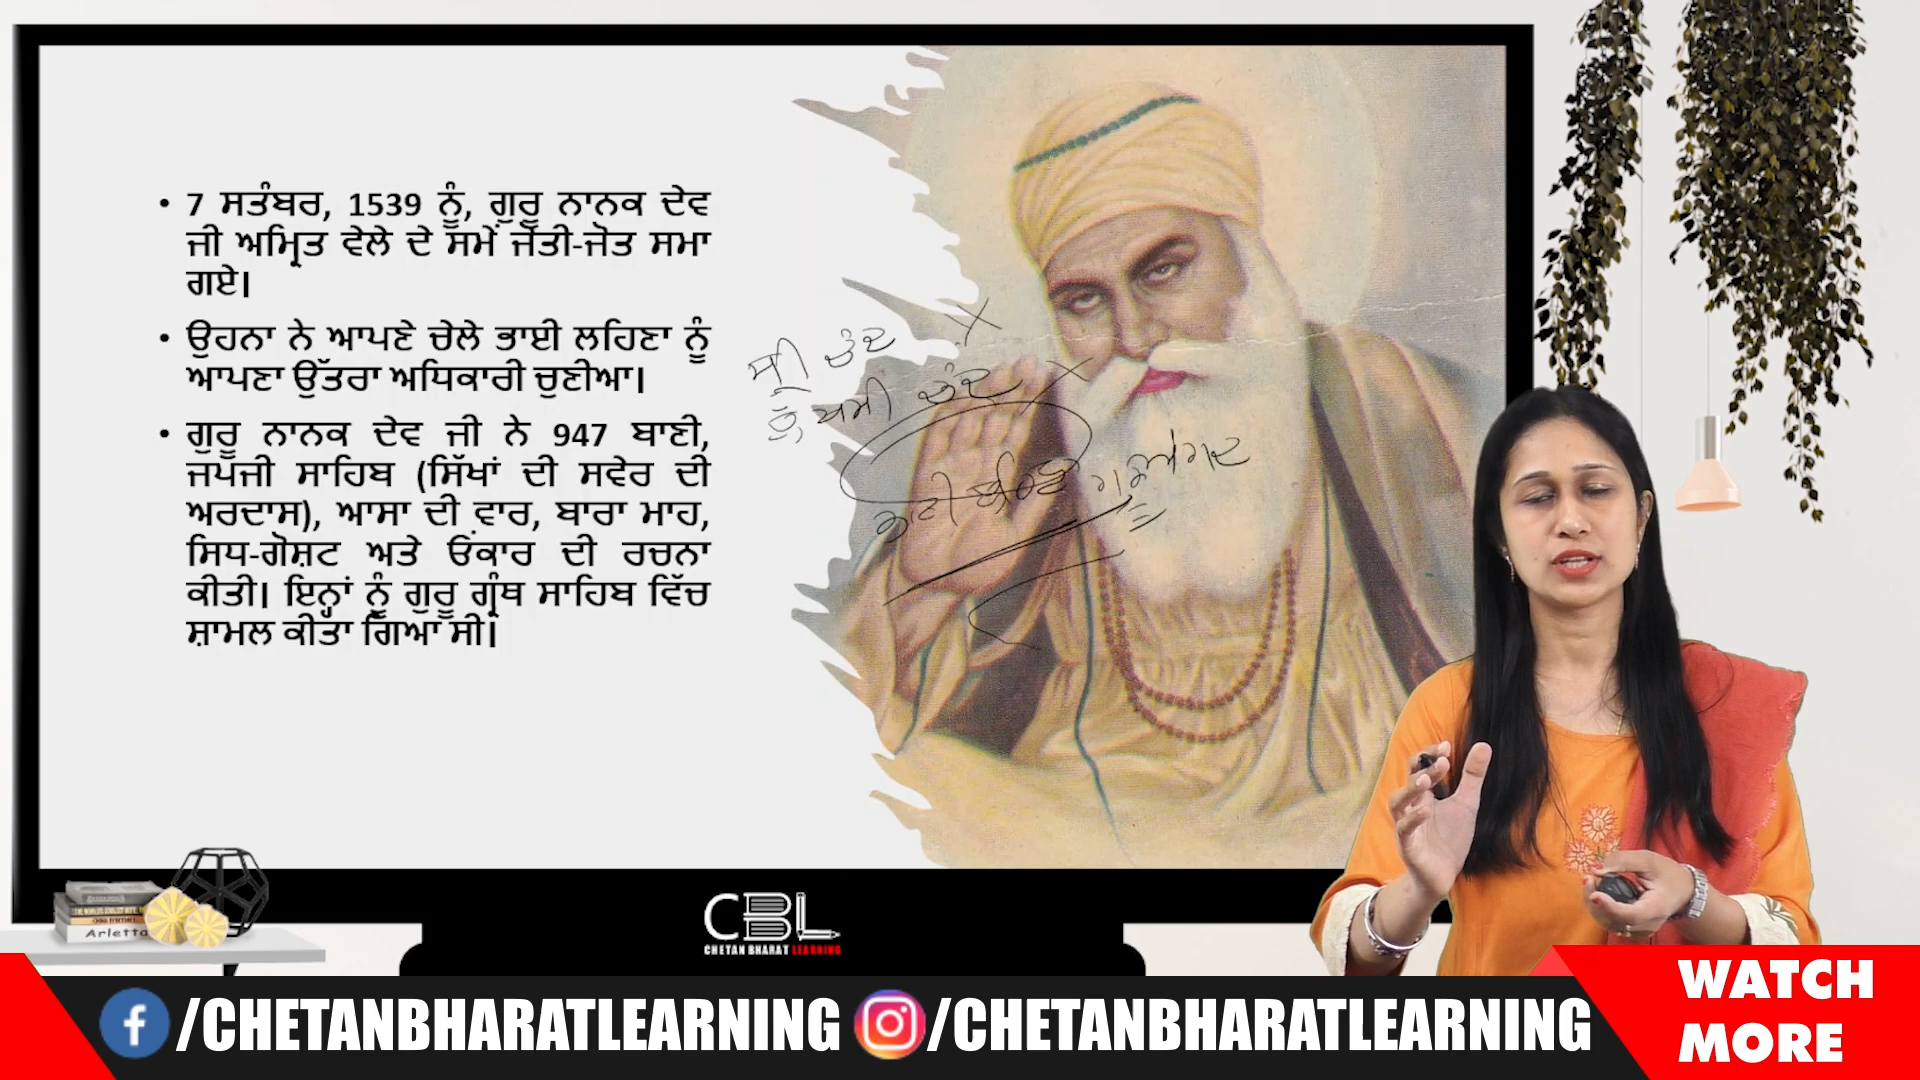 • 7 ਸਤੰਬਰ, 1539 ਨੂੰ, ਗੁਰੂ ਨਾਨਕ ਦੇਵ
ਜੀ ਅਮ੍ਰਿਤ ਵੇਲੇ ਦੇ ਸਮੇਂ ਜੋਤੀ-ਜੋਤ ਸਮਾ
ਗਏ।
• ਉਹਨਾ ਨੇ ਆਪਣੇ ਚੇਲੇ ਭਾਈ ਲਹਿਣਾ ਨੂੰ
ਆਪਣਾ ਉੱਤਰਾ ਅਧਿਕਾਰੀ ਚੁਣੀਆ।
• ਗੁਰੂ ਨਾਨਕ ਦੇਵ ਜੀ ਨੇ 947 ਬਾਣੀ,
ਜਪੁਜੀ ਸਾਹਿਬ (ਸਿੱਖਾਂ ਦੀ ਸਵੇਰ ਦੀ
ਅਰਦਾਸ), ਆਸਾ ਦੀ ਵਾਰ, ਬਾਰਾ ਮਾਹ,
ਸਿਧ-ਗੋਸ਼ਟ ਅਤੇ ਓਂਕਾਰ ਦੀ ਰਚਨਾ
ਕੀਤੀ। ਇਨ੍ਹਾਂ ਨੂੰ ਗੁਰੂ ਗ੍ਰੰਥ ਸਾਹਿਬ ਵਿੱਚ
ਸ਼ਾਮਲ ਕੀਤਾ ਗਿਆ ਸੀ।
ਸ੍ਰੀ ਚੰਦ
ਚੰਦ
Arletta
CBL
CHETAN BHARAT LEARNING
/CHETANBHARATLEARNING /CHETANBHARATLEARNING
WATCH
MORE